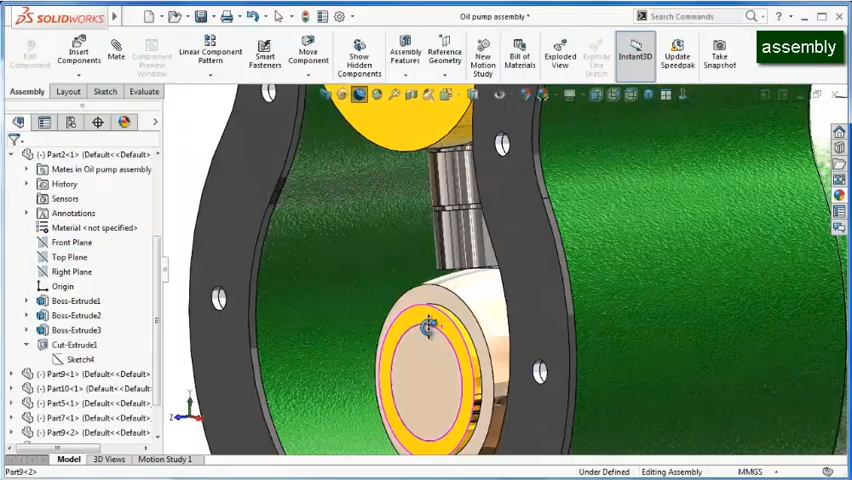 SOLIDWORKS
Oil pump assembly *
Search Commands
assembly
Edit Component
Insert Components
Mate
Component Preview Window
Linear Component Pattern
Smart Fasteners
Move Component
Show Hidden Components
Assembly Features
Reference Geometry
New Motion Study
Bill of Materials
Exploded View
Explode Line Sketch
Instant3D
Update Speedpak
Take Snapshot
Assembly
Layout
Sketch
Evaluate
(-) Part2<1> (Default<<Default>
Mates in Oil pump assembly
History
Sensors
Annotations
Material <not specified>
Front Plane
Top Plane
Right Plane
Origin
Boss-Extrude1
Boss-Extrude2
Boss-Extrude3
Cut-Extrude1
Sketch4
(-) Part9<1> (Default<<Default>
(-) Part10<1> (Default<<Defaul
(-) Part5<1> (Default<<Default>
(-) Part7<1> (Default<<Default>
(-) Part9<2> (Default<<Default>
Y
Z
Model
3D Views
Motion Study 1
Part9<2>
Under Defined
Editing Assembly
MMGS